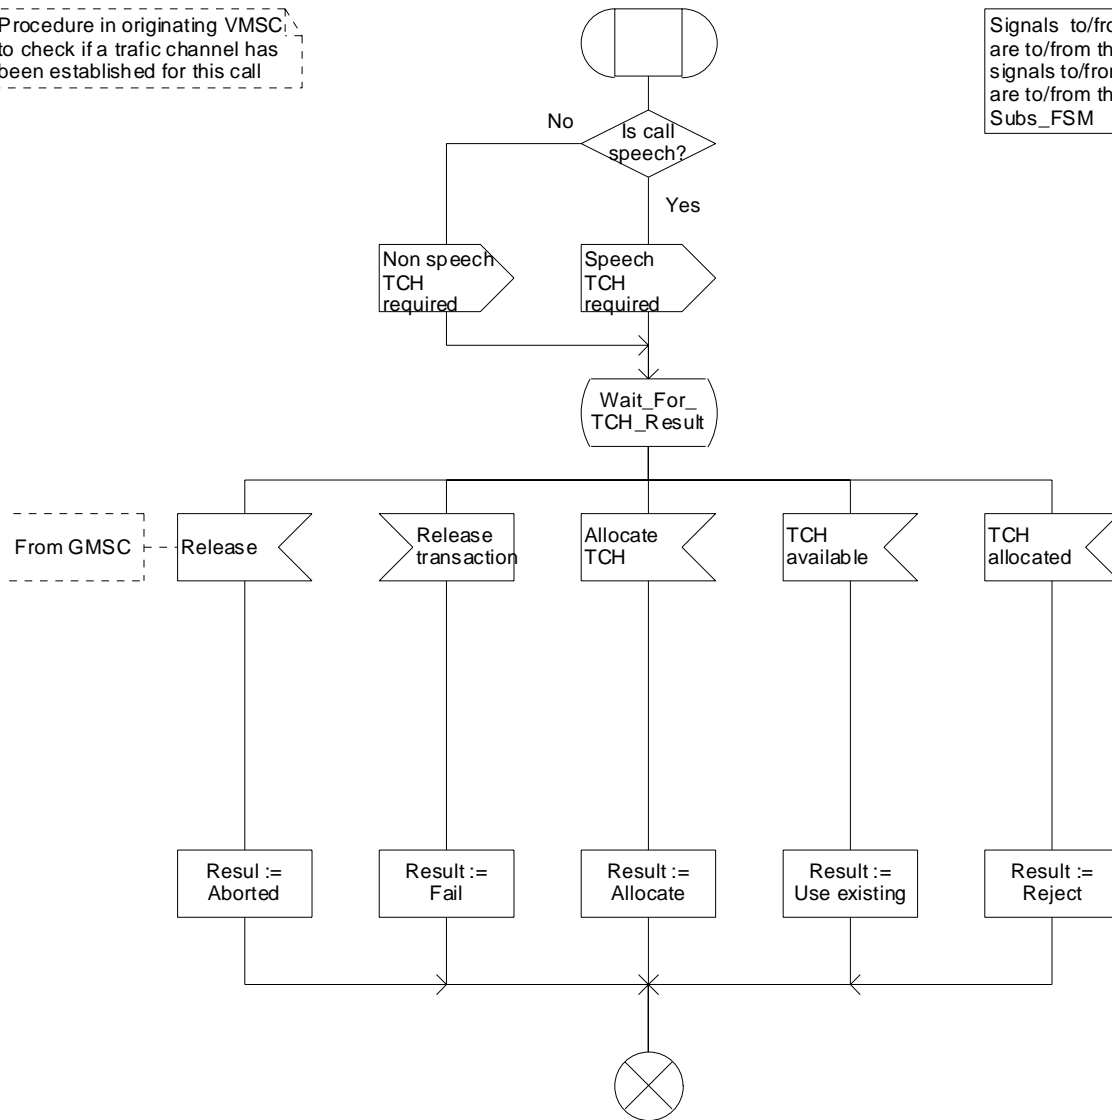 Procedure in originating VMSC
to check if a trafic channel has
been established for this call
Signals to/fro
are to/from th
signals to/from
are to/from th
Subs_FSM
Is call
speech?
No
Yes
Non speech
TCH
required
Speech
TCH
required
Wait_For_
TCH_Result
From GMSC
Release
Release
transaction
Allocate
TCH
TCH
available
TCH
allocated
Resul :=
Aborted
Result :=
Fail
Result :=
Allocate
Result :=
Use existing
Result :=
Reject